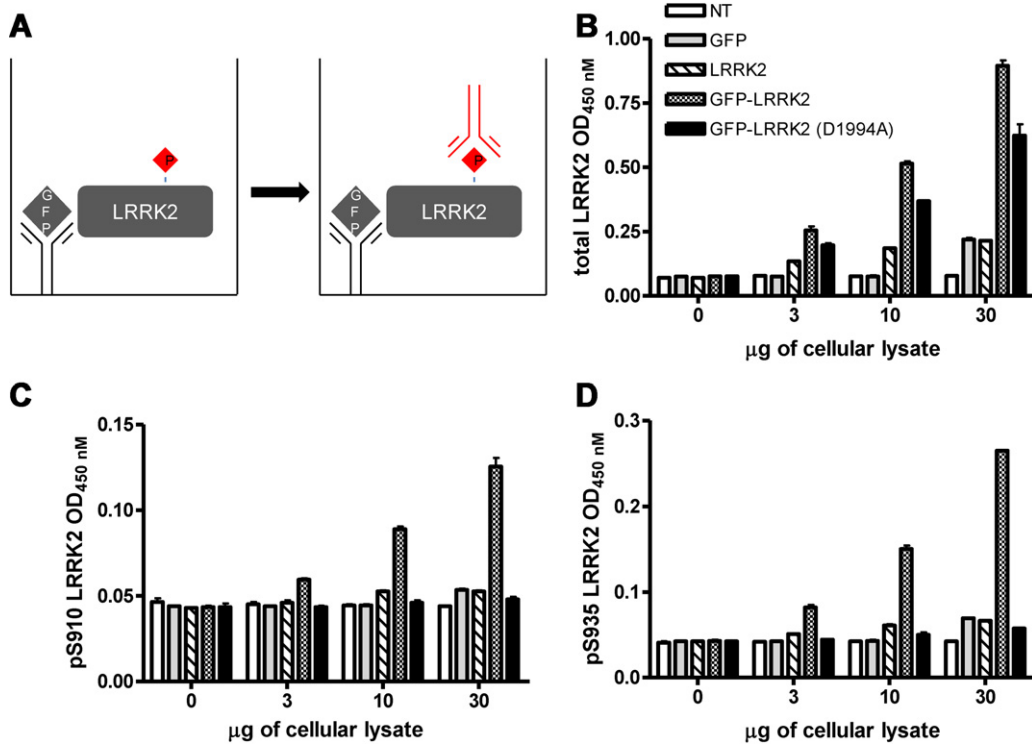 A
GFP
LRRK2
P
GFP
LRRK2
P
B
NT
GFP
LRRK2
GFP-LRRK2
GFP-LRRK2 (D1994A)
total LRRK2 OD450 nM
1.00
0.75
0.50
0.25
0.00
0 3 10 30
μg of cellular lysate
C
pS910 LRRK2 OD450 nM
0.15
0.10
0.05
0.00
0 3 10 30
μg of cellular lysate
D
pS935 LRRK2 OD450 nM
0.3
0.2
0.1
0.0
0 3 10 30
μg of cellular lysate